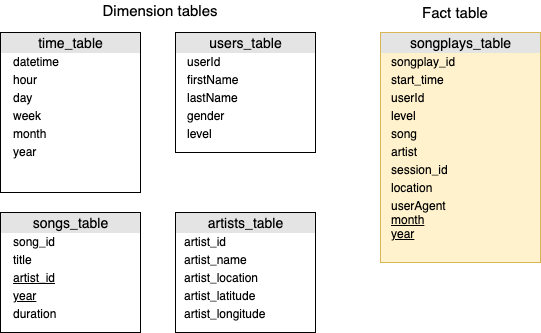 Dimension tables
Fact table
time_table
datetime
hour
day
week
month
year
users_table
userId
firstName
lastName
gender
level
songplays_table
songplay_id
start_time
userId
level
song
artist
session_id
location
userAgent
month
year
songs_table
song_id
title
artist_id
year
duration
artists_table
artist_id
artist_name
artist_location
artist_latitude
artist_longitude